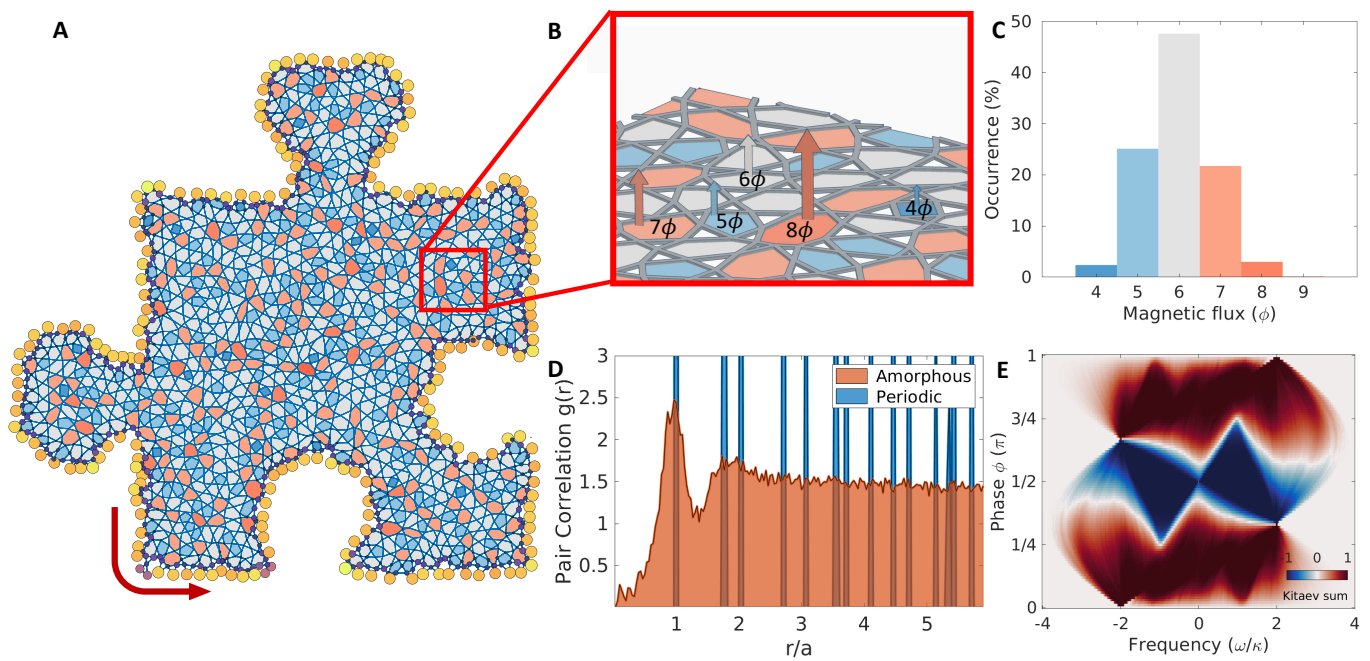 A
B
7ϕ
5ϕ
6ϕ
8ϕ
4ϕ
C
Occurrence (%)
50
40
30
20
10
0
4 5 6 7 8 9
Magnetic flux (ϕ)
D
Pair Correlation g(r)
3
2.5
2
1.5
1
0.5
1 2 3 4 5
r/a
Amorphous
Periodic
E
Phase ϕ (π)
1
3/4
1/2
1/4
0
-4 -2 0 2 4
Frequency (ω/κ)
-1 0 1
Kitaev sum